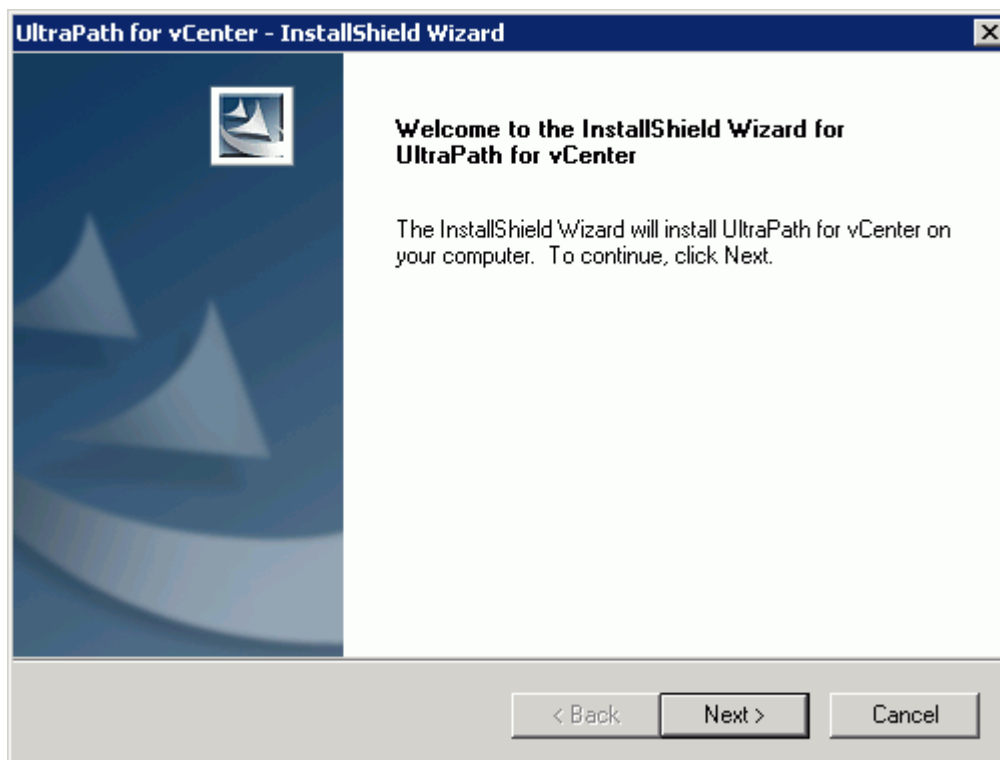 UltraPath for vCenter - InstallShield Wizard
Welcome to the InstallShield Wizard for
UltraPath for vCenter
The InstallShield Wizard will install UltraPath for vCenter on
your computer. To continue, click Next.
< Back
Next >
Cancel